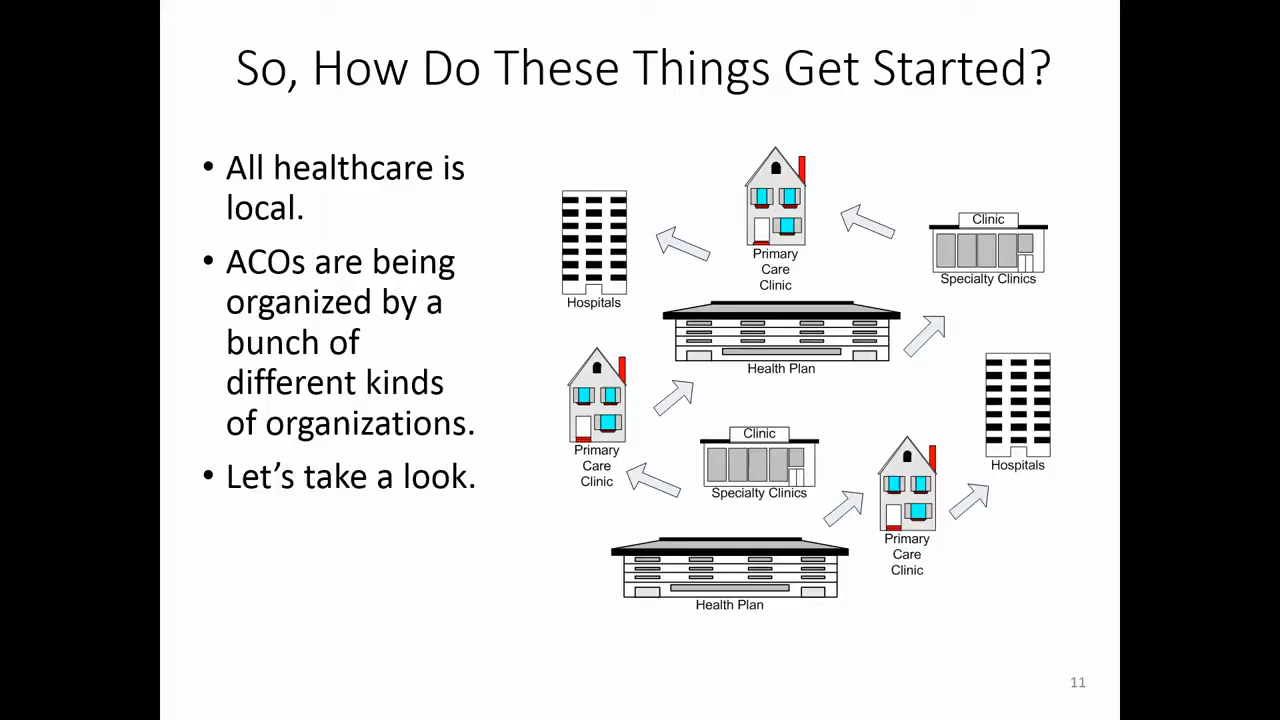 So, How Do These Things Get Started?
• All healthcare is
local.
• ACOs are being
organized by a
bunch of
different kinds
of organizations.
• Let’s take a look.
Hospitals
Primary
Care
Clinic
Clinic
Specialty Clinics
Health Plan
Primary
Care
Clinic
Clinic
Specialty Clinics
Hospitals
Primary
Care
Clinic
Health Plan
11